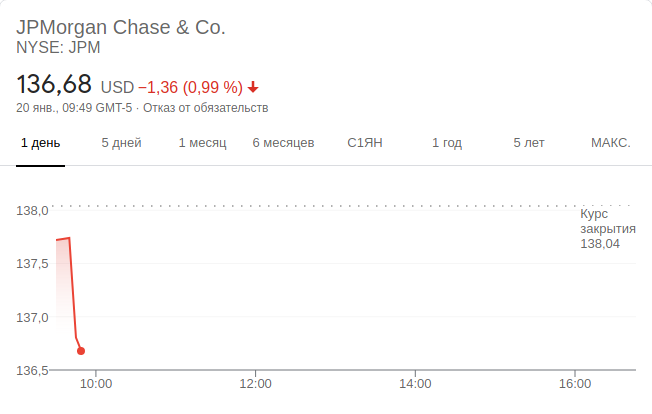 JPMorgan Chase & Co.
NYSE: JPM
136,68 USD −1,36 (0,99 %)
20 янв., 09:49 GMT-5 · Отказ от обязательств
1 день 5 дней 1 месяц 6 месяцев С1ЯН 1 год 5 лет МАКС.
138,0
Курс
закрытия
138,04
137,5
137,0
136,5
10:00 12:00 14:00 16:00